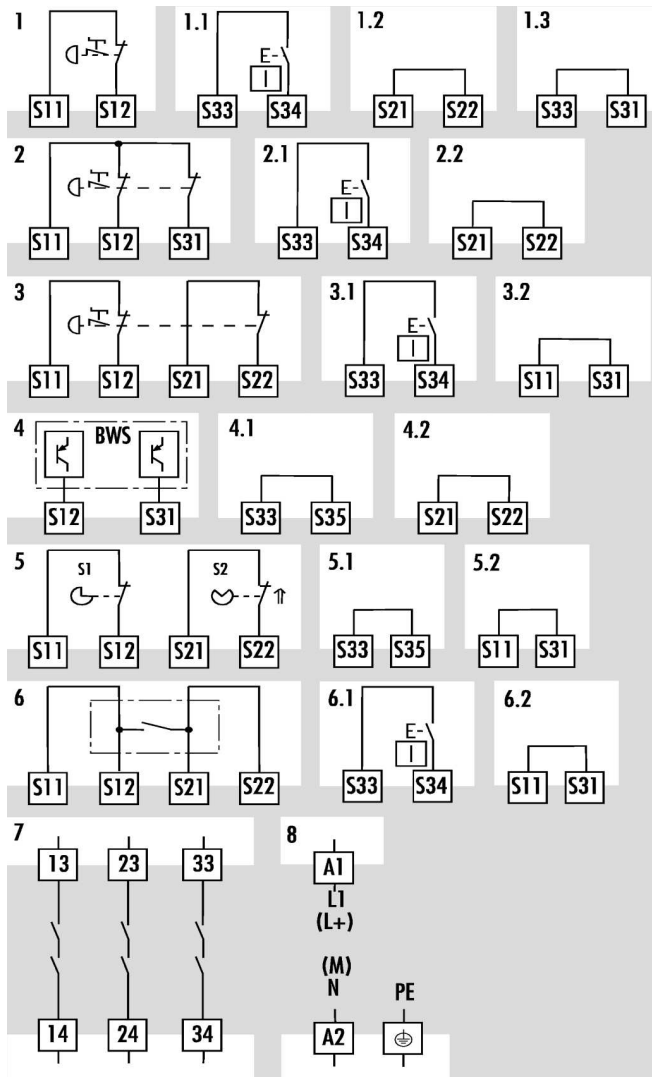 1 1.1 1.2 1.3
E-
S11 S12 S33 S34 S21 S22 S33 S31
2 2.1 2.2
E-
S11 S12 S31 S33 S34 S21 S22
3 3.1 3.2
E-
S11 S12 S21 S22 S33 S34 S11 S31
4 BWS 4.1 4.2
S12 S31 S33 S35 S21 S22
5 S1 S2 5.1 5.2
S11 S12 S21 S22 S33 S35 S11 S31
6 6.1 6.2
E-
S11 S12 S21 S22 S33 S34 S11 S31
7 8
13 23 33 A1
L1
(L+)
(M)
N PE
14 24 34 A2